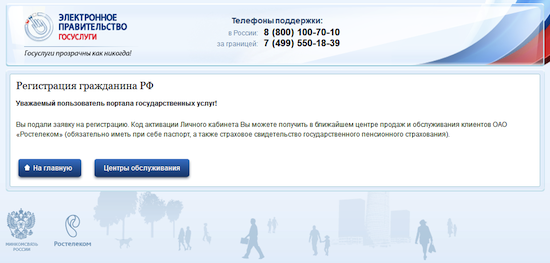 ЭЛЕКТРОННОЕ
ПРАВИТЕЛЬСТВО
ГОСУСЛУГИ
Госуслуги прозрачны как никогда!
Телефоны поддержки:
в России: 8 (800) 100-70-10
за границей: 7 (499) 550-18-39
Регистрация гражданина РФ
Уважаемый пользователь портала государственных услуг!
Вы подали заявку на регистрацию. Код активации Личного кабинета Вы можете получить в ближайшем центре продаж и обслуживания клиентов ОАО
«Ростелеком» (обязательно иметь при себе паспорт, а также страховое свидетельство государственного пенсионного страхования).
На главную
Центры обслуживания
МИНКОМСВЯЗЬ
РОССИИ
Ростелеком